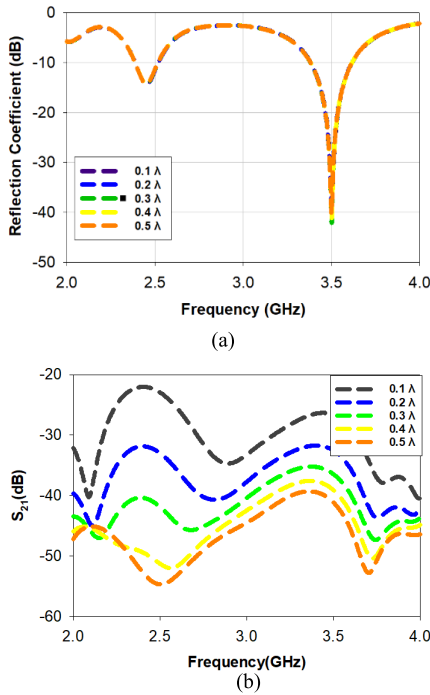 0
-10
-20
-30
-40
-50
Reflection Coefficient (dB)
0.1 λ
0.2 λ
0.3 λ
0.4 λ
0.5 λ
2.0 2.5 3.0 3.5 4.0
Frequency (GHz)
(a)
-20
-30
-40
-50
-60
S21(dB)
0.1 λ
0.2 λ
0.3 λ
0.4 λ
0.5 λ
2.0 2.5 3.0 3.5 4.0
Frequency(GHz)
(b)